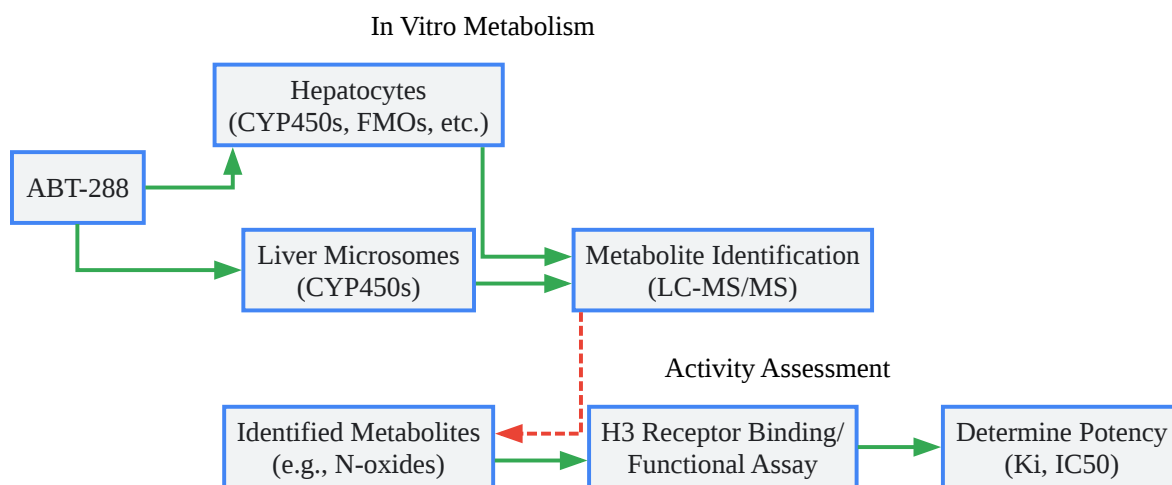 In Vitro Metabolism
Hepatocytes
(CYP450s, FMOs, etc.)
ABT-288
Liver Microsomes
(CYP450s)
Metabolite Identification
(LC-MS/MS)
Activity Assessment
Identified Metabolites
(e.g., N-oxides)
H3 Receptor Binding/
Functional Assay
Determine Potency
(Ki, IC50)